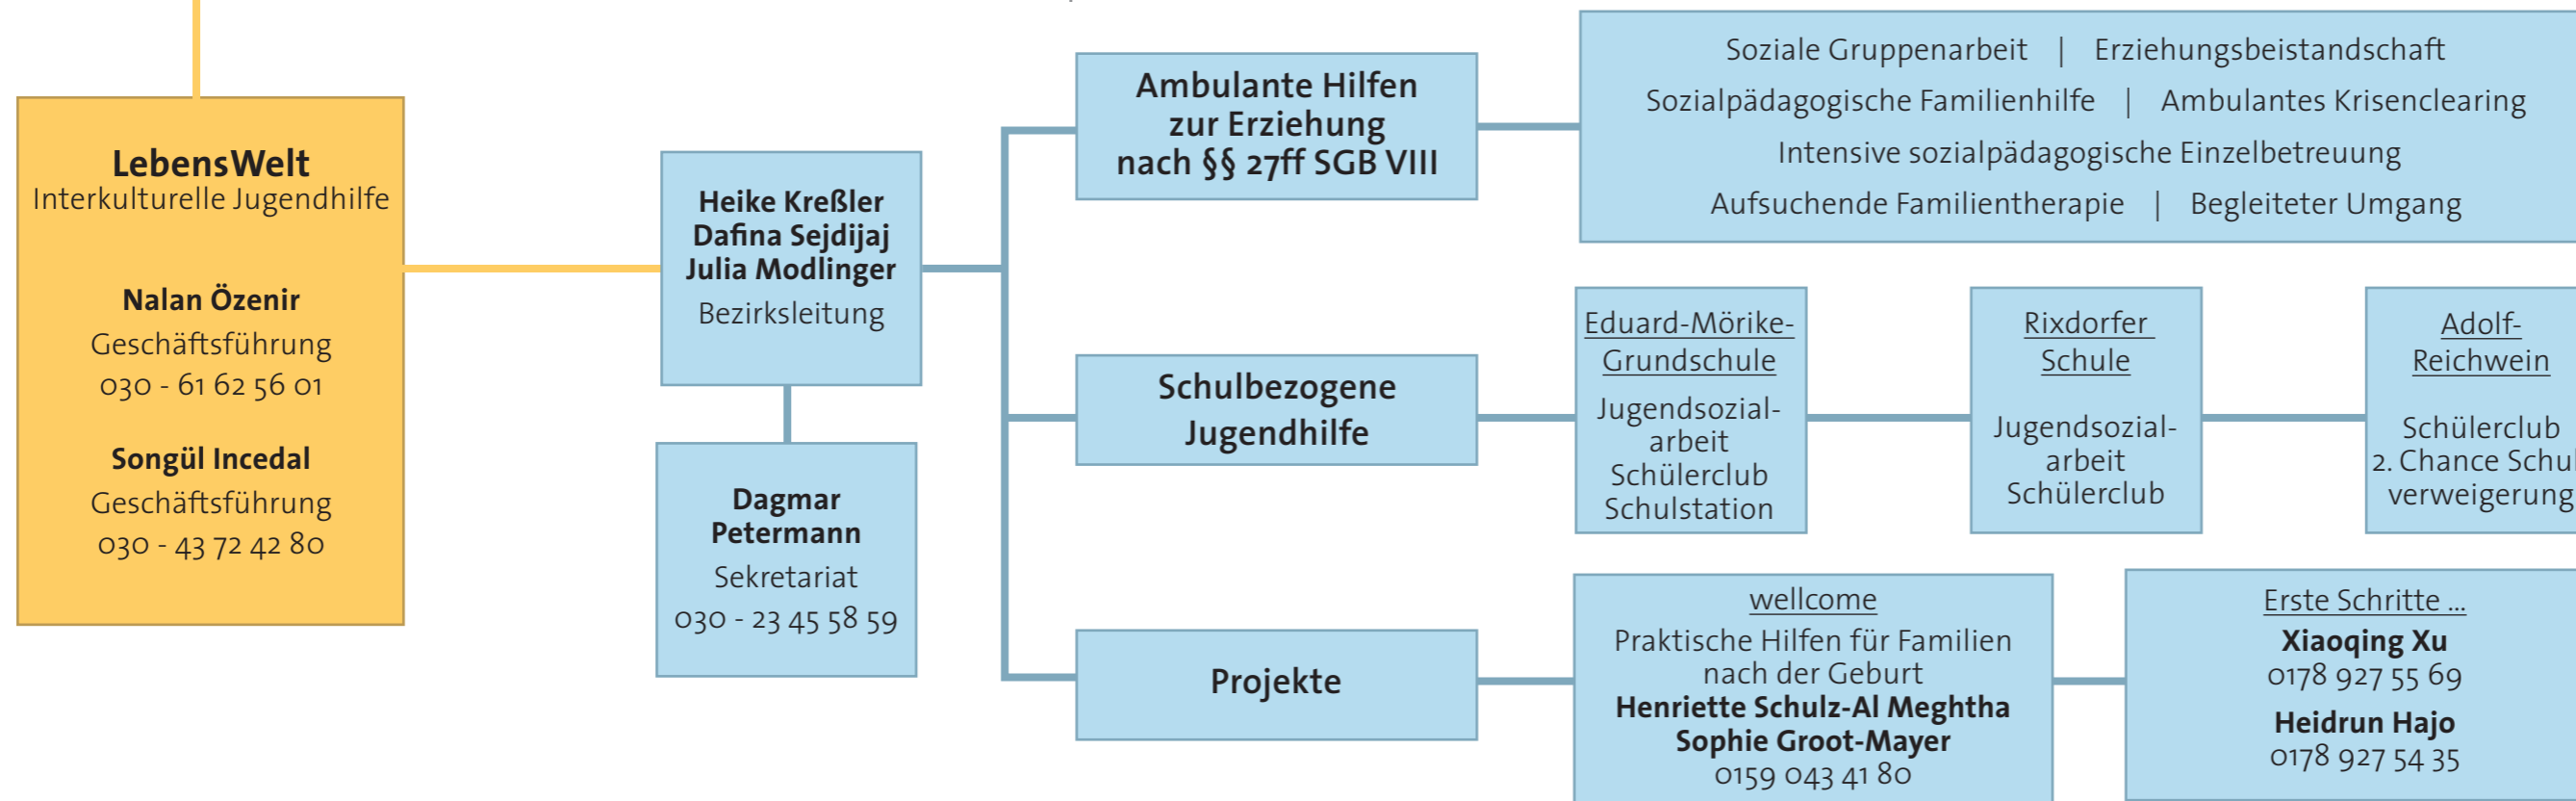 LebensWelt
Interkulturelle Jugendhilfe
Nalan Özenir
Geschäftsführung
030 - 61 62 56 01
Songül Incedal
Geschäftsführung
030 - 43 72 42 80
Heike Kreßler
Dafina Sejdijaj
Julia Modlinger
Bezirksleitung
Dagmar
Petermann
Sekretariat
030 - 23 45 58 59
Ambulante Hilfen
zur Erziehung
nach §§ 27ff SGB VIII
Soziale Gruppenarbeit | Erziehungsbeistandschaft
Sozialpädagogische Familienhilfe | Ambulantes Krisenclearing
Intensive sozialpädagogische Einzelbetreuung
Aufsuchende Familientherapie | Begleiteter Umgang
Schulbezogene
Jugendhilfe
Eduard-Mörike-
Grundschule
Jugendsozial-
arbeit
Schülerclub
Schulstation
Rixdorfer
Schule
Jugendsozial-
arbeit
Schülerclub
Adolf-
Reichwein
Schülerclub
2. Chance Schul
verweigerung
Projekte
wellcome
Praktische Hilfen für Familien
nach der Geburt
Henriette Schulz-Al Meghtha
Sophie Groot-Mayer
0159 043 41 80
Erste Schritte ...
Xiaoqing Xu
0178 927 55 69
Heidrun Hajo
0178 927 54 35